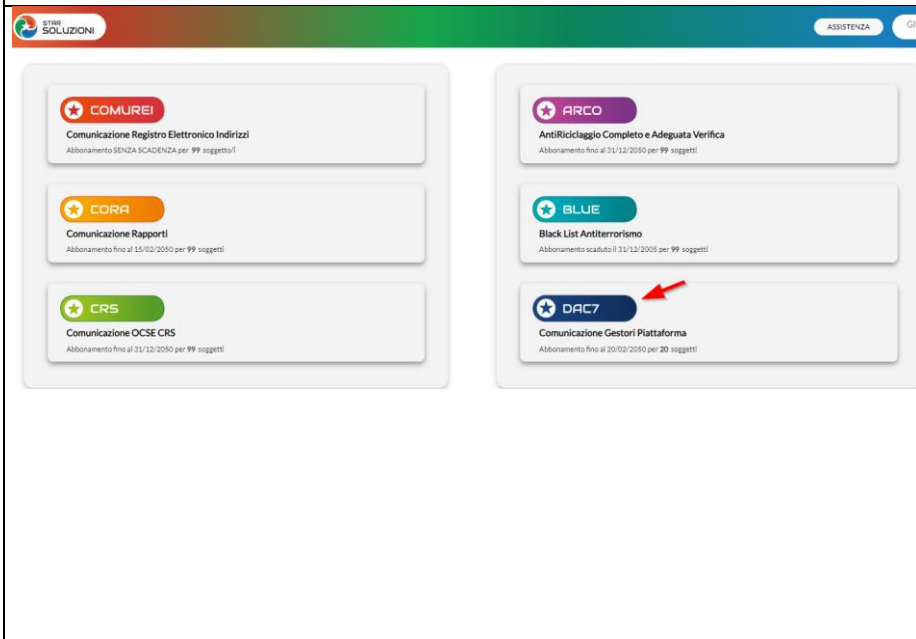 STAR
SOLUZIONI
ASSISTENZA
COMUREI
Comunicazione Registro Elettronico Indirizzi
Abbonamento SENZA SCADENZA per 99 soggetto/i
CORA
Comunicazione Rapporti
Abbonamento fino al 15/02/2050 per 99 soggetti
CRS
Comunicazione OCSE CRS
Abbonamento fino al 31/12/2050 per 99 soggetti
ARCO
AntiRiciclaggio Completo e Adeguata Verifica
Abbonamento fino al 31/12/2050 per 99 soggetti
BLUE
Black List Antiterrorismo
Abbonamento scaduto il 31/12/2005 per 99 soggetti
DAC7
Comunicazione Gestori Piattaforma
Abbonamento fino al 20/02/2050 per 20 soggetti